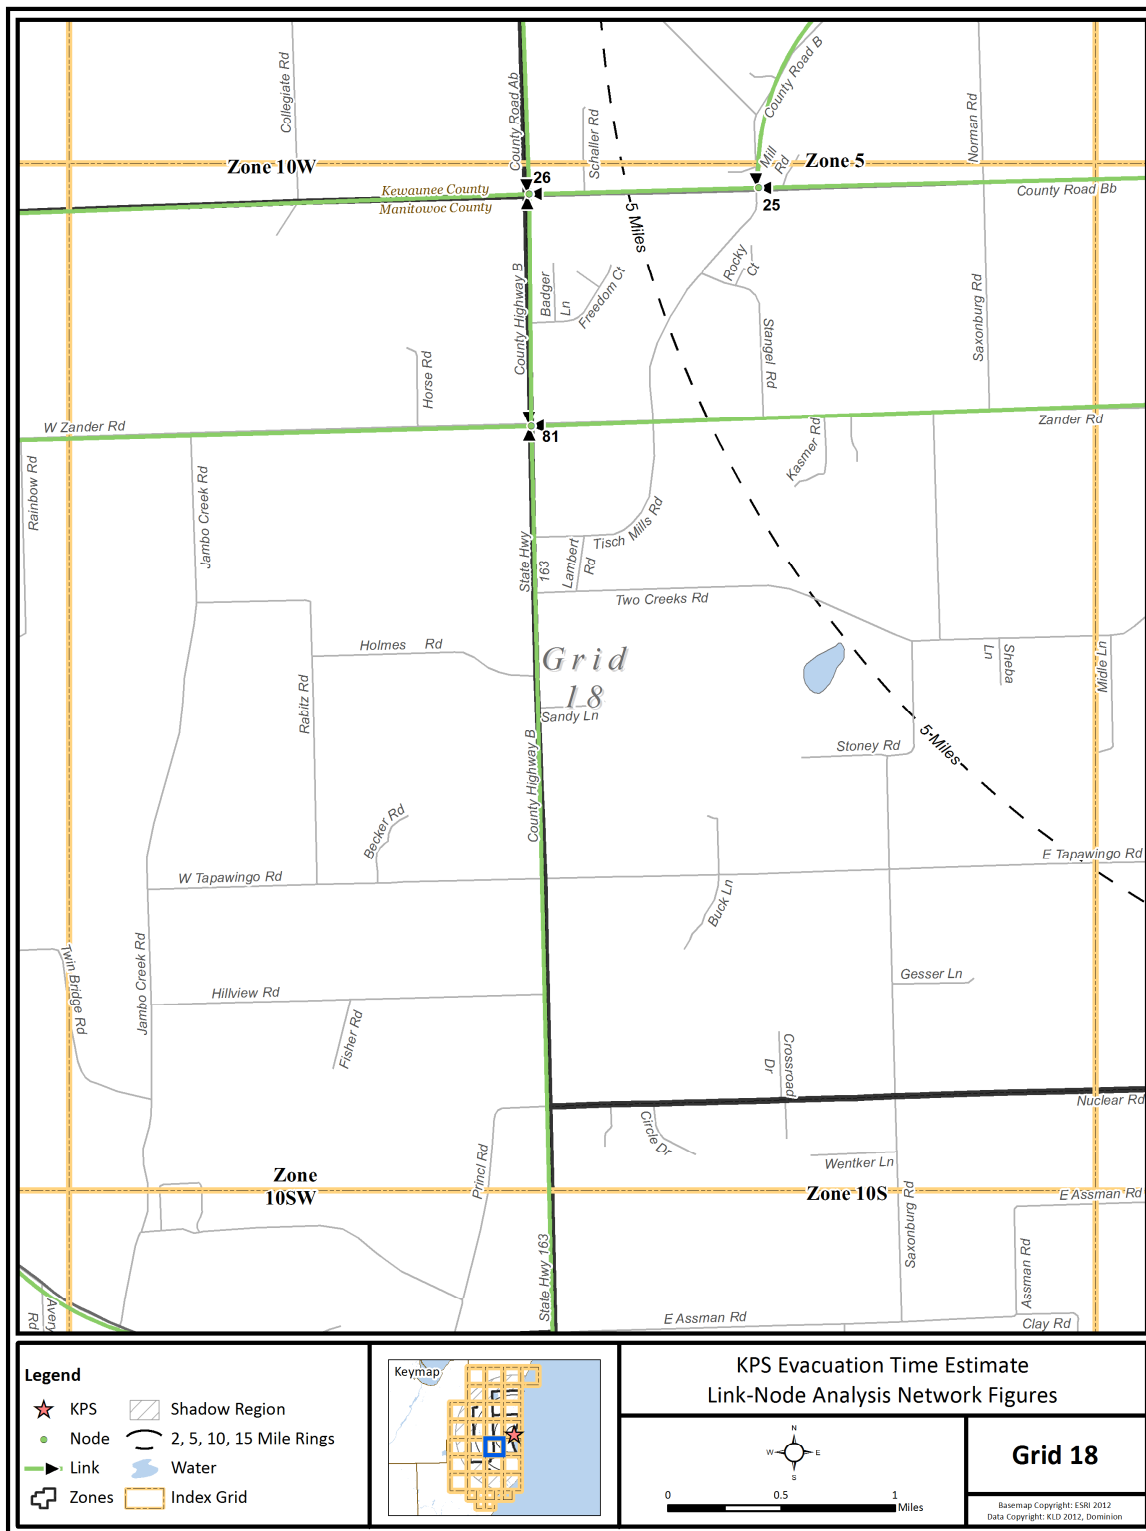 Collegiate Rd
County Road Ab
Schaller Rd
County Road B
Norman Rd
Mill
Rd
Zone 10W
Zone 5
26
25
Kewaunee County
Manitowoc County
County Road Bb
5 Miles
Rocky
Ct
County Highway B
Badger
Ln
Freedom Ct
Saxonburg Rd
Stangel Rd
Horse Rd
W Zander Rd
81
Zander Rd
Kasmer Rd
Rainbow Rd
Jambo Creek Rd
Tisch Mills Rd
State Hwy
163
Lambert
Rd
Two Creeks Rd
Holmes Rd
Grid
18
Sandy Ln
Sheba
Ln
Midle Ln
Rabitz Rd
County Highway B
Stoney Rd
5 Miles
Becker Rd
E Tapawingo Rd
W Tapawingo Rd
Buck Ln
Twin Bridge Rd
Jambo Creek Rd
Gesser Ln
Hillview Rd
Fisher Rd
Crossroad
Dr
Nuclear Rd
Circle Dr
Princl Rd
Wentker Ln
Zone
10SW
Zone 10S
E Assman Rd
Saxonburg Rd
State Hwy 163
Assman Rd
Avery
Rd
E Assman Rd
Clay Rd
Legend
KPS
Shadow Region
Node
2, 5, 10, 15 Mile Rings
Link
Water
Zones
Index Grid
Keymap
KPS Evacuation Time Estimate
Link-Node Analysis Network Figures
N
W E
S
0 0.5 1
Miles
Grid 18
Basemap Copyright: ESRI 2012
Data Copyright: KLD 2012, Dominion